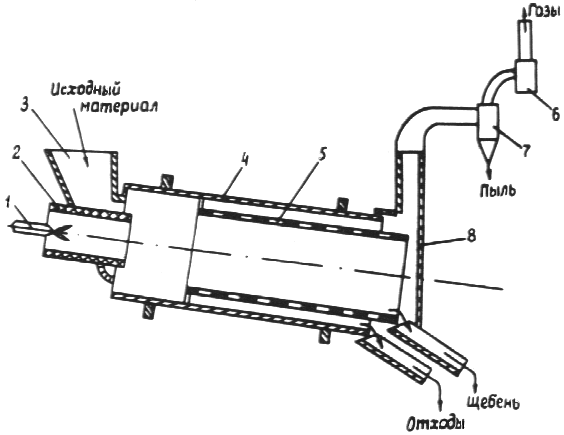 Газы
Исходный
материал
3
4
5
6
7
2
1
Пыль
8
Щебень
Отходы